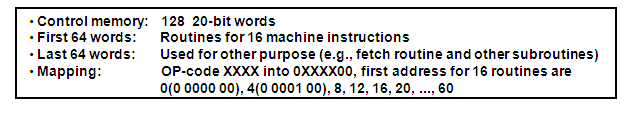 • Control memory: 128 20-bit words
• First 64 words: Routines for 16 machine instructions
• Last 64 words: Used for other purpose (e.g., fetch routine and other subroutines)
• Mapping: OP-code XXXX into 0XXXX00, first address for 16 routines are
0(0 0000 00), 4(0 0001 00), 8, 12, 16, 20, ..., 60